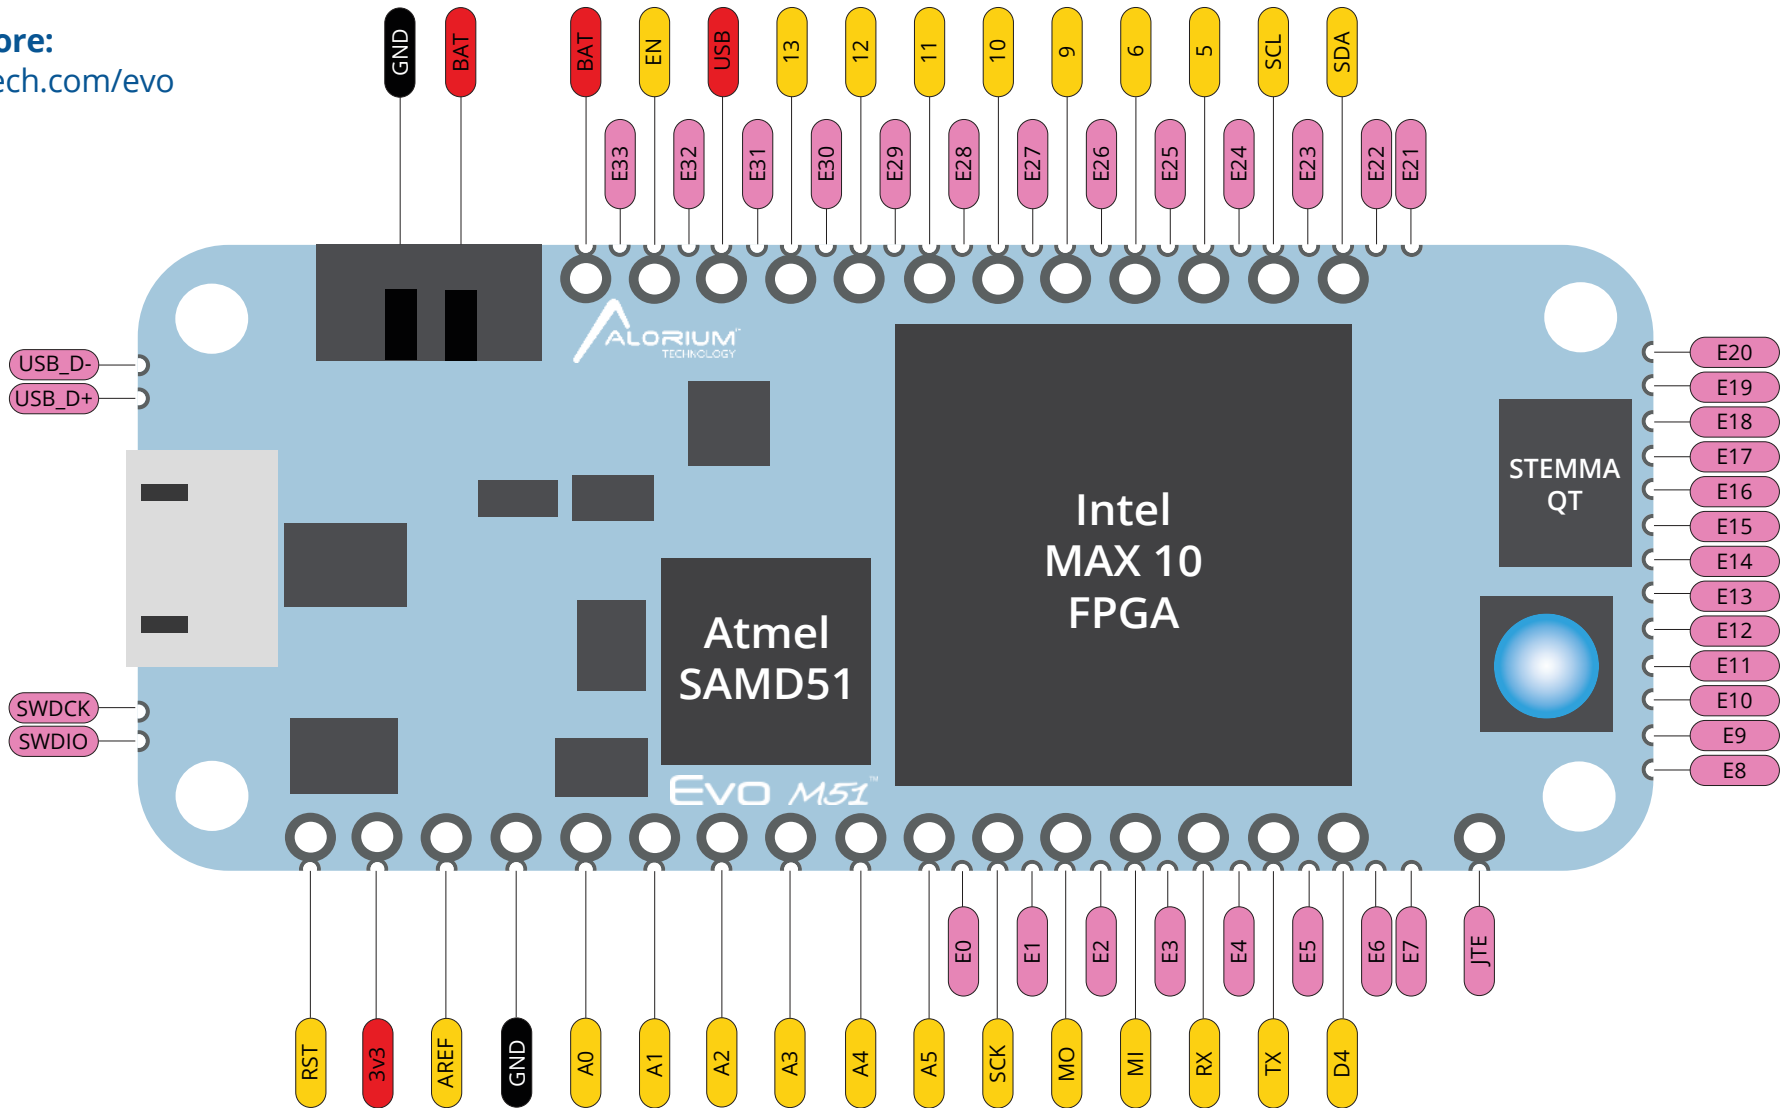 ore:
ech.com/evo
GND
BAT
BAT
EN
USB
13
12
11
10
9
6
5
SCL
SDA
E33
E32
E31
E30
E29
E28
E27
E26
E25
E24
E23
E22
E21
ALORIUM
TECHNOLOGY
USB_D-
USB_D+
SWDCK
SWDIO
Intel
MAX 10
FPGA
Atmel
SAMD51
EVO M51™
STEMMA
QT
E20
E19
E18
E17
E16
E15
E14
E13
E12
E11
E10
E9
E8
E0
E1
E2
E3
E4
E5
E6
E7
JTE
RST
3v3
AREF
GND
A0
A1
A2
A3
A4
A5
SCK
MO
MI
RX
TX
D4